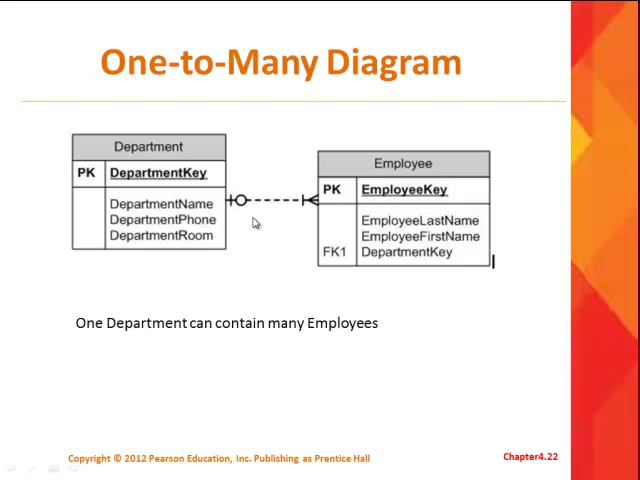 One-to-Many Diagram
Department
PK DepartmentKey
DepartmentName
DepartmentPhone
DepartmentRoom
Employee
PK EmployeeKey
EmployeeLastName
EmployeeFirstName
FK1 DepartmentKey
One Department can contain many Employees
Copyright © 2012 Pearson Education, Inc. Publishing as Prentice Hall
Chapter4.22